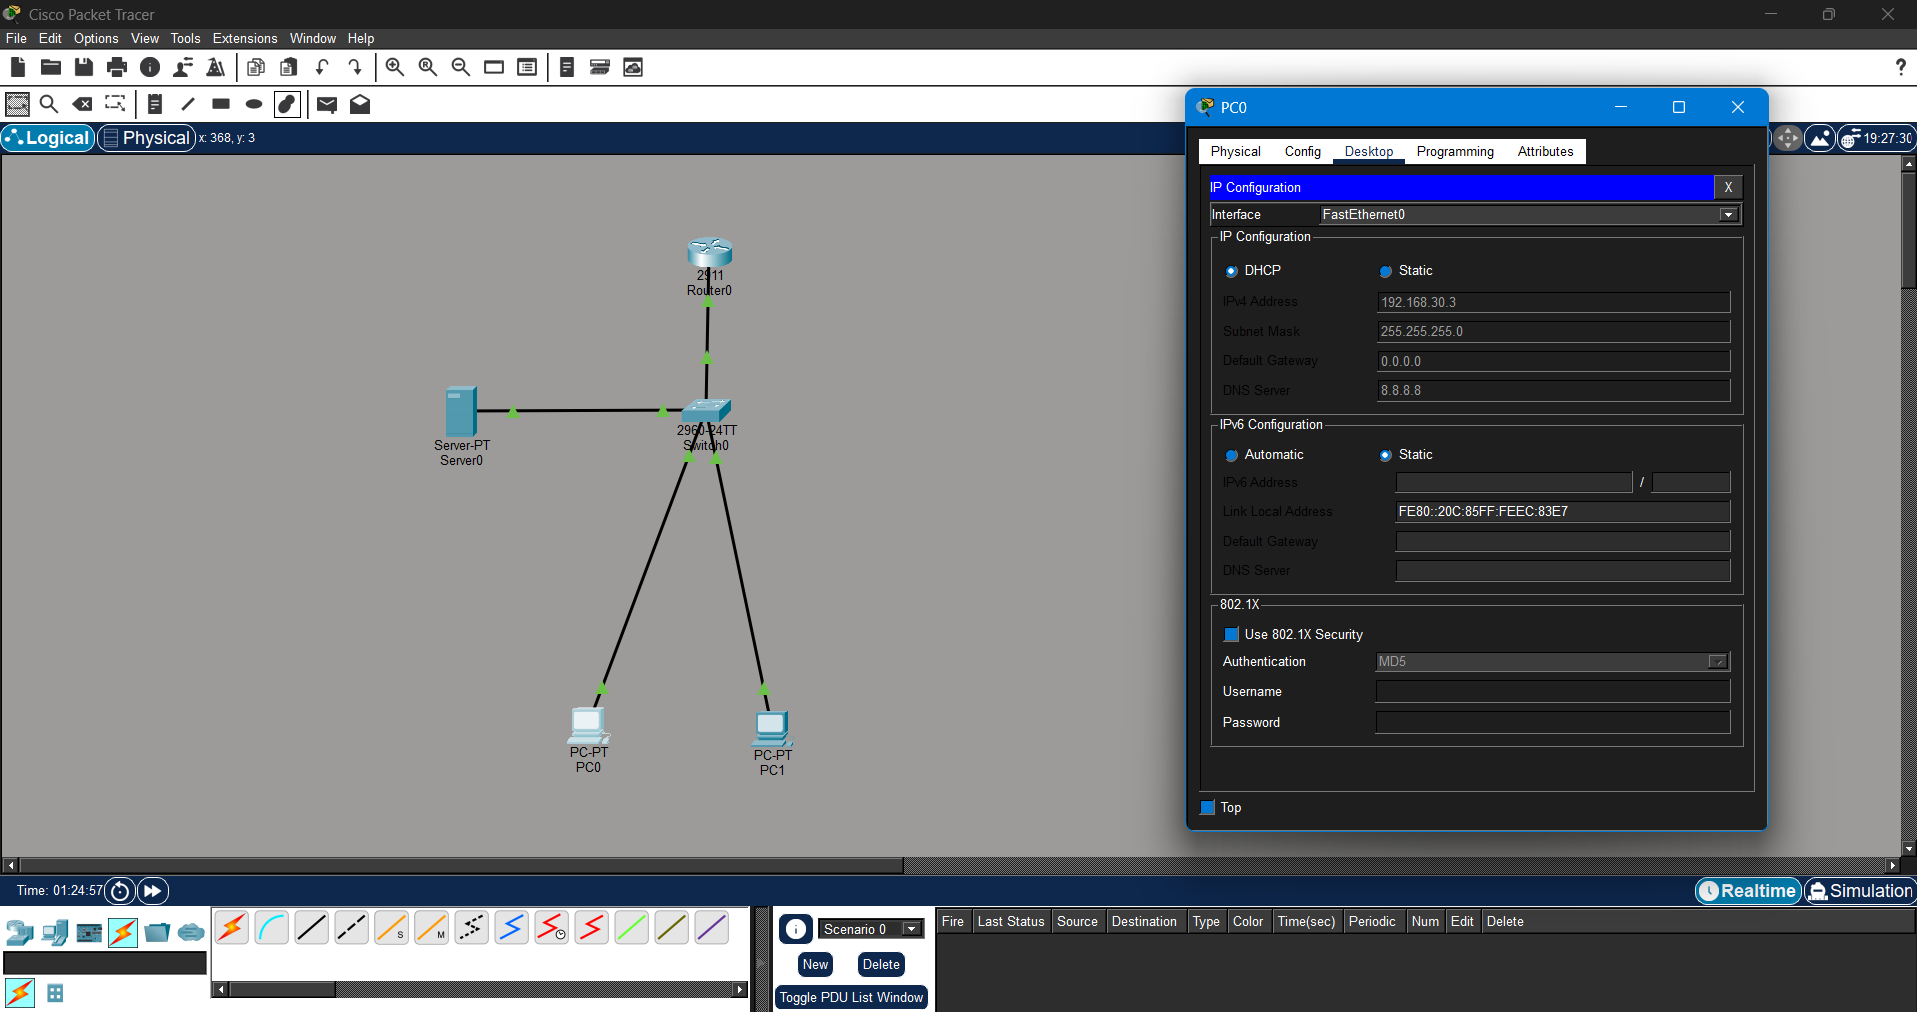 Cisco Packet Tracer
File Edit Options View Tools Extensions Window Help
?
Logical Physical x: 368, y: 3
19:27:30
2911
Router0
Server-PT
Server0
2960-24TT
Switch0
PC-PT
PC0
PC-PT
PC1
PC0
Physical Config Desktop Programming Attributes
IP Configuration X
Interface FastEthernet0
IP Configuration
DHCP Static
IPv4 Address 192.168.30.3
Subnet Mask 255.255.255.0
Default Gateway 0.0.0.0
DNS Server 8.8.8.8
IPv6 Configuration
Automatic Static
IPv6 Address /
Link Local Address FE80::20C:85FF:FEEC:83E7
Default Gateway
DNS Server
802.1X
Use 802.1X Security
Authentication MD5
Username
Password
Top
Time: 01:24:57
Realtime Simulation
S M
Scenario 0
New Delete
Toggle PDU List Window
Fire Last Status Source Destination Type Color Time(sec) Periodic Num Edit Delete